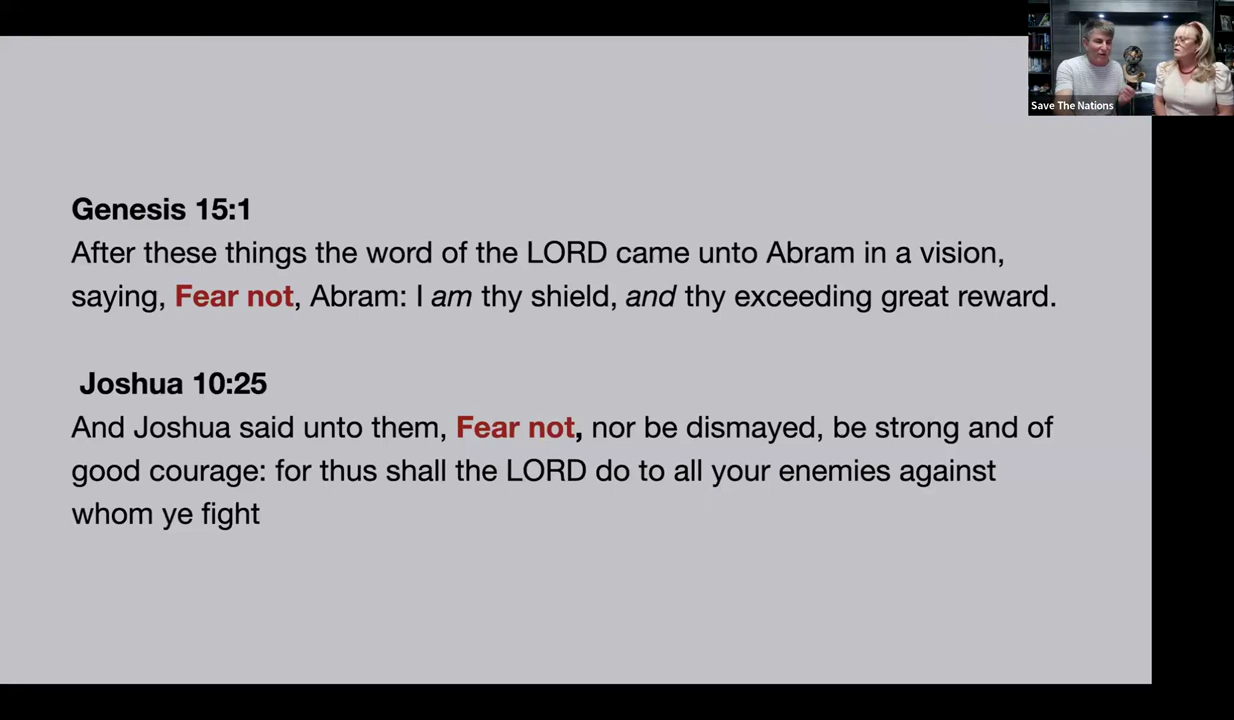 Save The Nations
Genesis 15:1
After these things the word of the LORD came unto Abram in a vision,
saying, Fear not, Abram: I am thy shield, and thy exceeding great reward.
Joshua 10:25
And Joshua said unto them, Fear not, nor be dismayed, be strong and of
good courage: for thus shall the LORD do to all your enemies against
whom ye fight